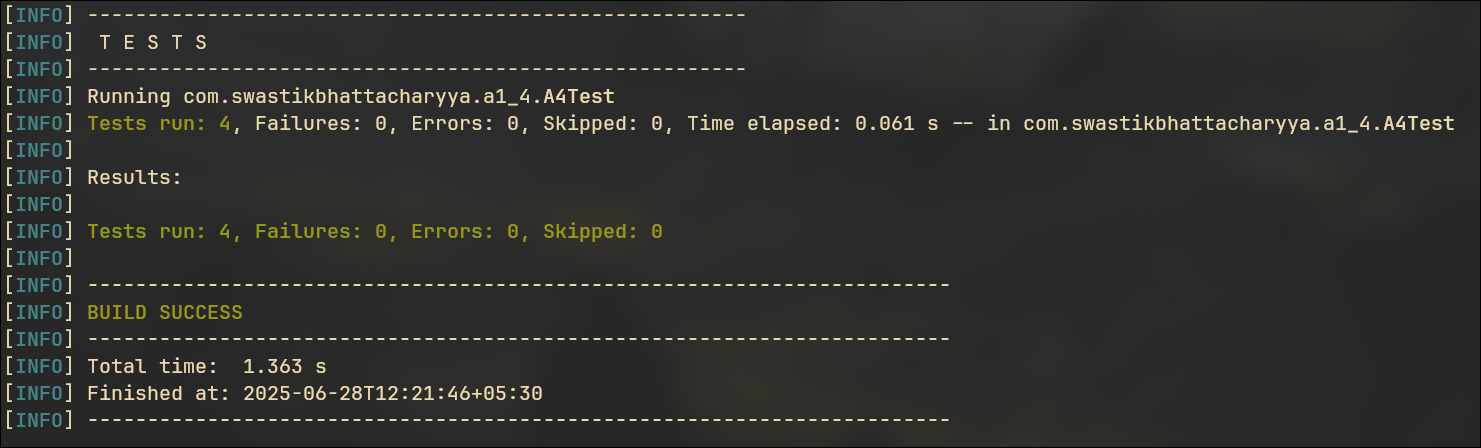 [INFO] -------------------------------------------------------
[INFO]  T E S T S
[INFO] -------------------------------------------------------
[INFO] Running com.swastikbhattacharyya.a1_4.A4Test
[INFO] Tests run: 4, Failures: 0, Errors: 0, Skipped: 0, Time elapsed: 0.061 s -- in com.swastikbhattacharyya.a1_4.A4Test
[INFO]
[INFO] Results:
[INFO]
[INFO] Tests run: 4, Failures: 0, Errors: 0, Skipped: 0
[INFO]
[INFO] ------------------------------------------------------------------------
[INFO] BUILD SUCCESS
[INFO] ------------------------------------------------------------------------
[INFO] Total time:  1.363 s
[INFO] Finished at: 2025-06-28T12:21:46+05:30
[INFO] ------------------------------------------------------------------------